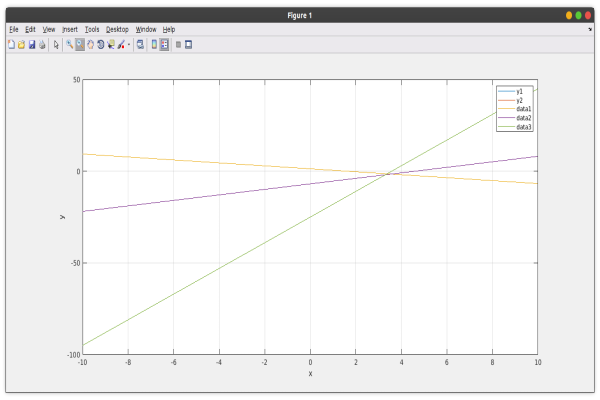 Figure 1
File Edit View Insert Tools Desktop Window Help
50
0
-50
-100
-10 -8 -6 -4 -2 0 2 4 6 8 10
x
y
y1
y2
data1
data2
data3